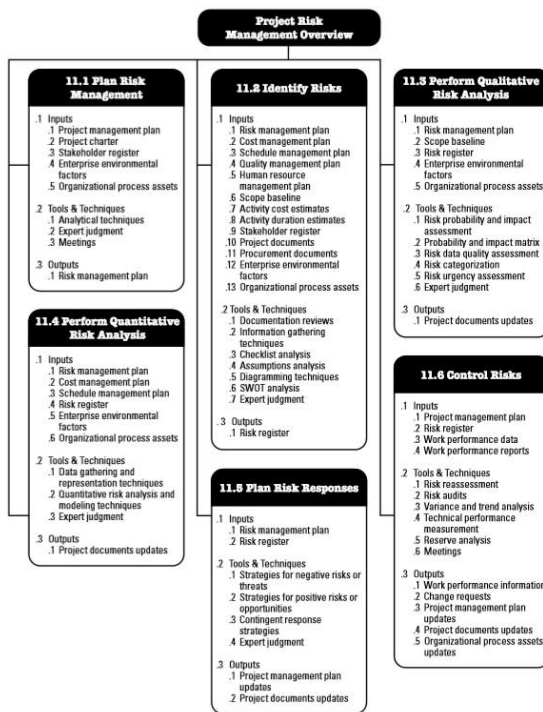 Project Risk
Management Overview
11.1 Plan Risk
Management
.1 Inputs
.1 Project management plan
.2 Project charter
.3 Stakeholder register
.4 Enterprise environmental
factors
.5 Organizational process assets
.2 Tools & Techniques
.1 Analytical techniques
.2 Expert judgment
.3 Meetings
.3 Outputs
.1 Risk management plan
11.2 Identify Risks
.1 Inputs
.1 Risk management plan
.2 Cost management plan
.3 Schedule management plan
.4 Quality management plan
.5 Human resource
management plan
.6 Scope baseline
.7 Activity cost estimates
.8 Activity duration estimates
.9 Stakeholder register
.10 Project documents
.11 Procurement documents
.12 Enterprise environmental
factors
.13 Organizational process assets
.2 Tools & Techniques
.1 Documentation reviews
.2 Information gathering
techniques
.3 Checklist analysis
.4 Assumptions analysis
.5 Diagramming techniques
.6 SWOT analysis
.7 Expert judgment
.3 Outputs
.1 Risk register
11.3 Perform Qualitative
Risk Analysis
.1 Inputs
.1 Risk management plan
.2 Scope baseline
.3 Risk register
.4 Enterprise environmental
factors
.5 Organizational process assets
.2 Tools & Techniques
.1 Risk probability and impact
assessment
.2 Probability and impact matrix
.3 Risk data quality assessment
.4 Risk categorization
.5 Risk urgency assessment
.6 Expert judgment
.3 Outputs
.1 Project documents updates
11.4 Perform Quantitative
Risk Analysis
.1 Inputs
.1 Risk management plan
.2 Cost management plan
.3 Schedule management plan
.4 Risk register
.5 Enterprise environmental
factors
.6 Organizational process assets
.2 Tools & Techniques
.1 Data gathering and
representation techniques
.2 Quantitative risk analysis and
modeling techniques
.3 Expert judgment
.3 Outputs
.1 Project documents updates
11.5 Plan Risk Responses
.1 Inputs
.1 Risk management plan
.2 Risk register
.2 Tools & Techniques
.1 Strategies for negative risks or
threats
.2 Strategies for positive risks or
opportunities
.3 Contingent response
strategies
.4 Expert judgment
.3 Outputs
.1 Project management plan
updates
.2 Project documents updates
11.6 Control Risks
.1 Inputs
.1 Project management plan
.2 Risk register
.3 Work performance data
.4 Work performance reports
.2 Tools & Techniques
.1 Risk reassessment
.2 Risk audits
.3 Variance and trend analysis
.4 Technical performance
measurement
.5 Reserve analysis
.6 Meetings
.3 Outputs
.1 Work performance information
.2 Change requests
.3 Project management plan
updates
.4 Project documents updates
.5 Organizational process assets
updates